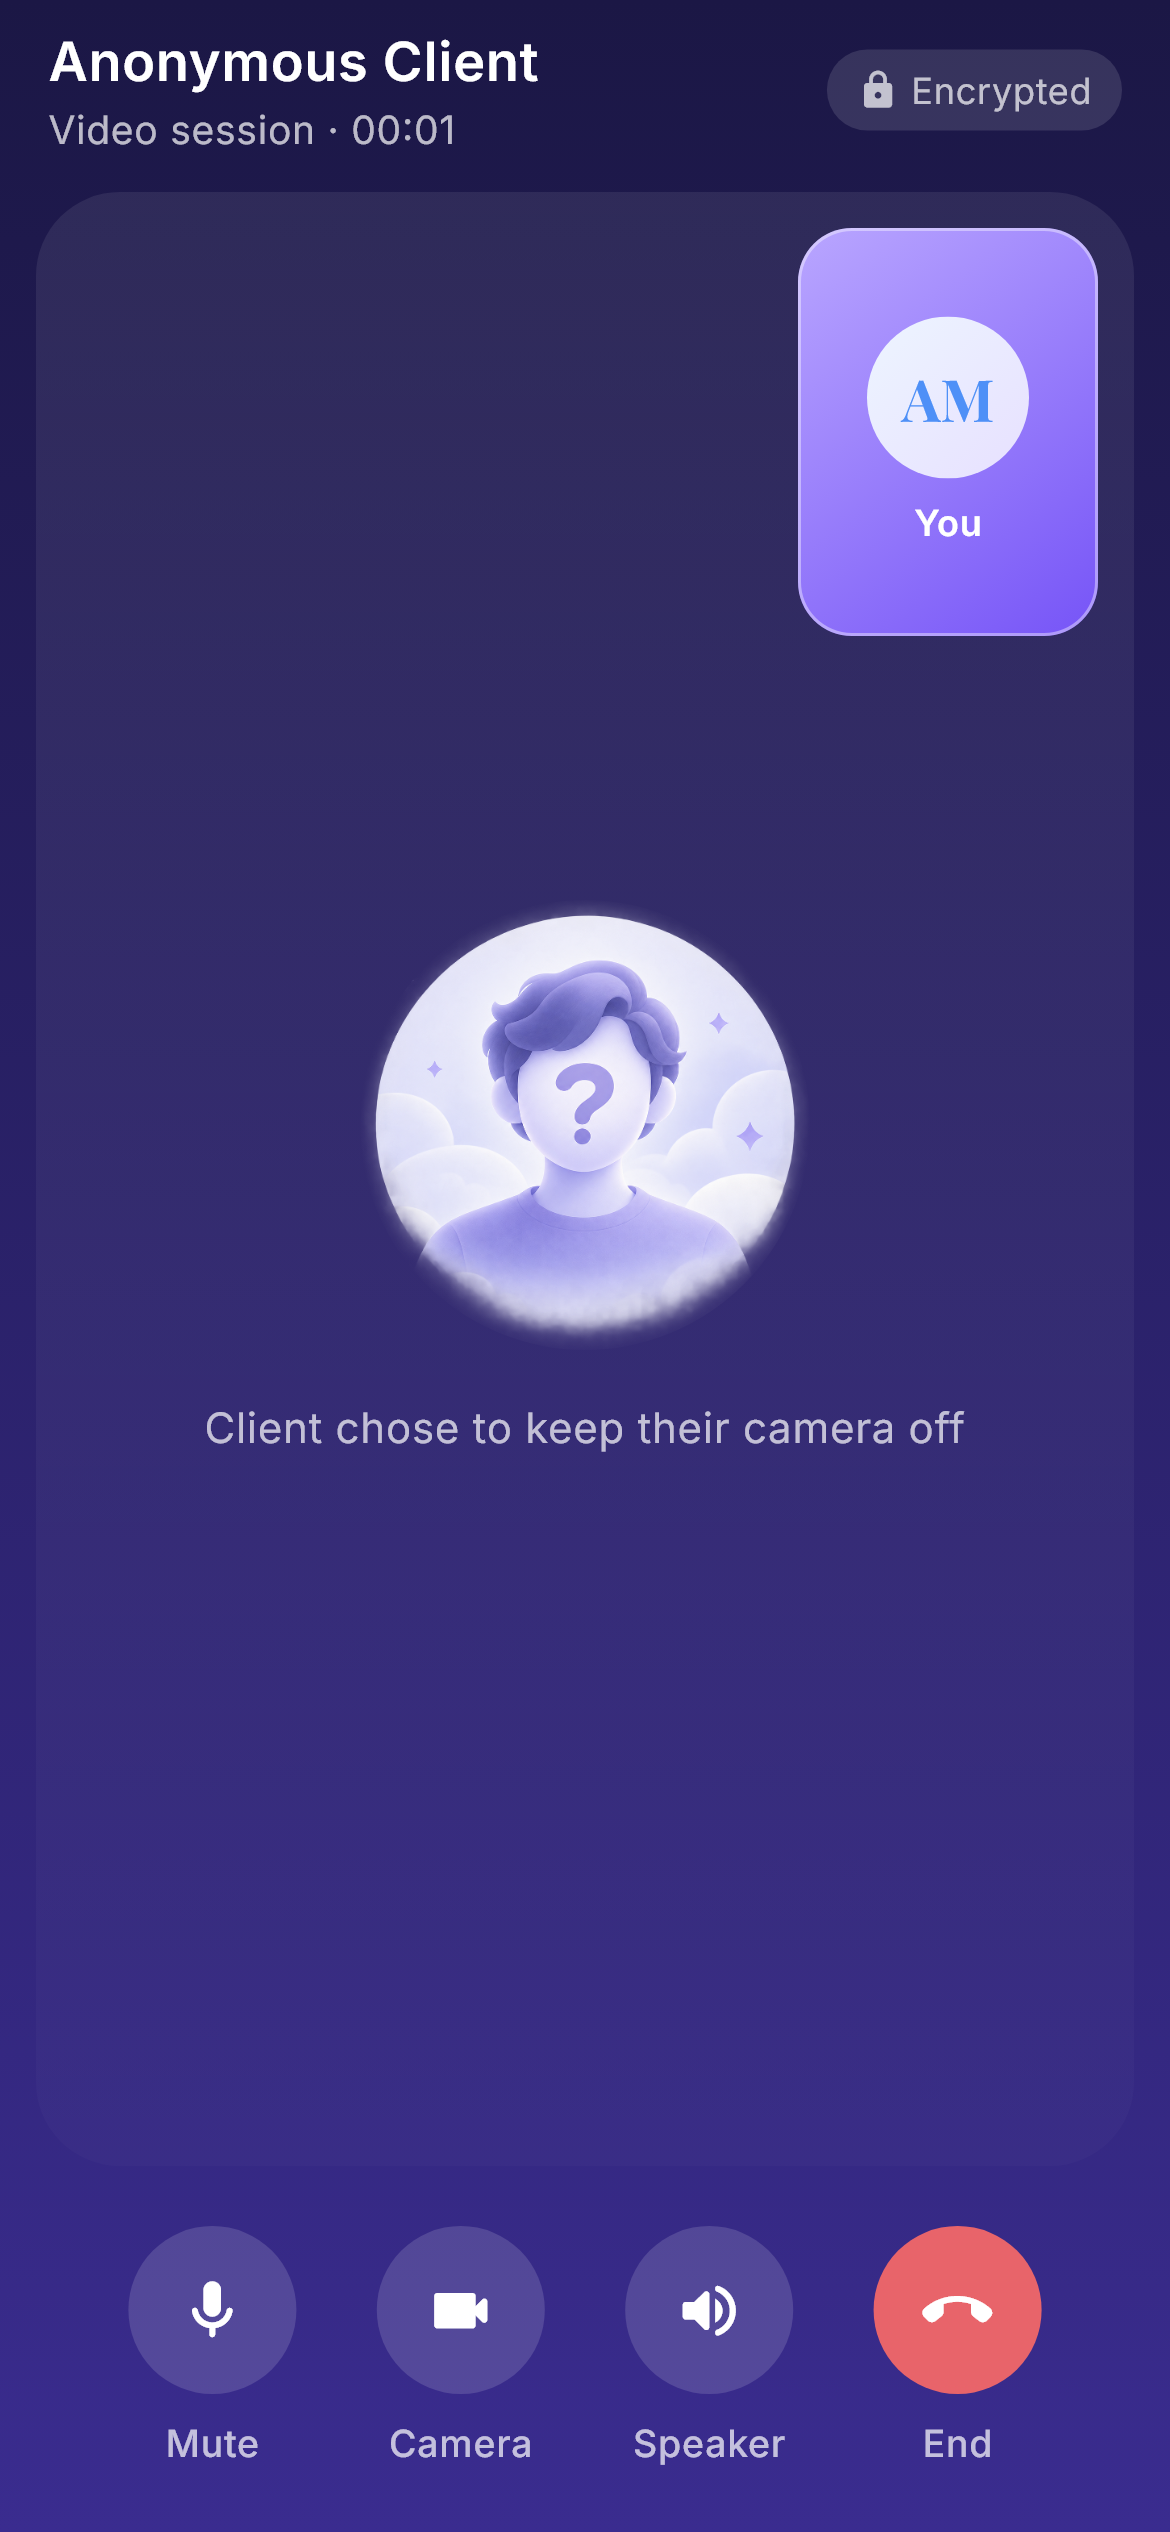 Anonymous Client
Video session · 00:01
Encrypted
AM
You
?
Client chose to keep their camera off
Mute
Camera
Speaker
End